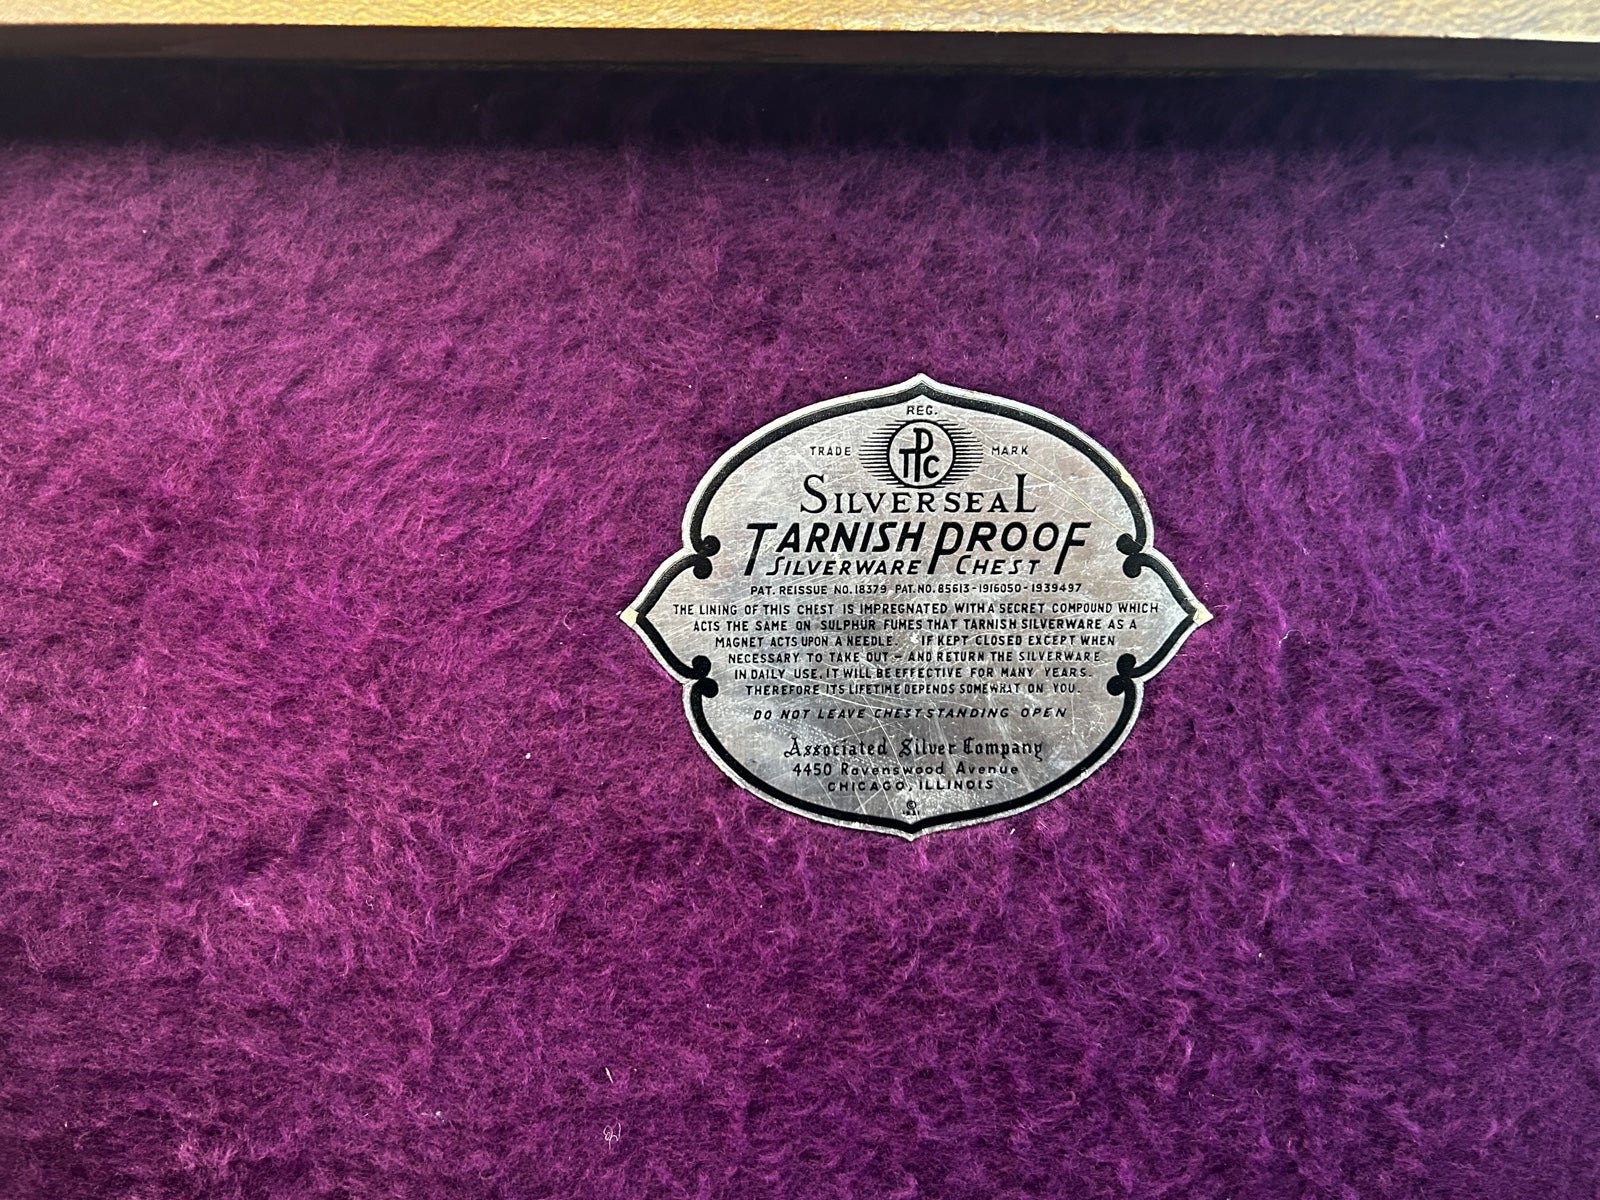 REG.
TRADE TPC MARK
SILVERSEAL
TARNISH PROOF
SILVERWARE CHEST
PAT. REISSUE NO. 18379 PAT. NO. 85613-1916050-1939497
THE LINING OF THIS CHEST IS IMPREGNATED WITH A SECRET COMPOUND WHICH
ACTS THE SAME ON SULPHUR FUMES THAT TARNISH SILVERWARE AS A
MAGNET ACTS UPON A NEEDLE. IF KEPT CLOSED EXCEPT WHEN
NECESSARY TO TAKE OUT - AND RETURN THE SILVERWARE
IN DAILY USE, IT WILL BE EFFECTIVE FOR MANY YEARS.
THEREFORE ITS LIFETIME DEPENDS SOMEWHAT ON YOU.
DO NOT LEAVE CHEST STANDING OPEN
Associated Silver Company
4450 Ravenswood Avenue
CHICAGO, ILLINOIS
©